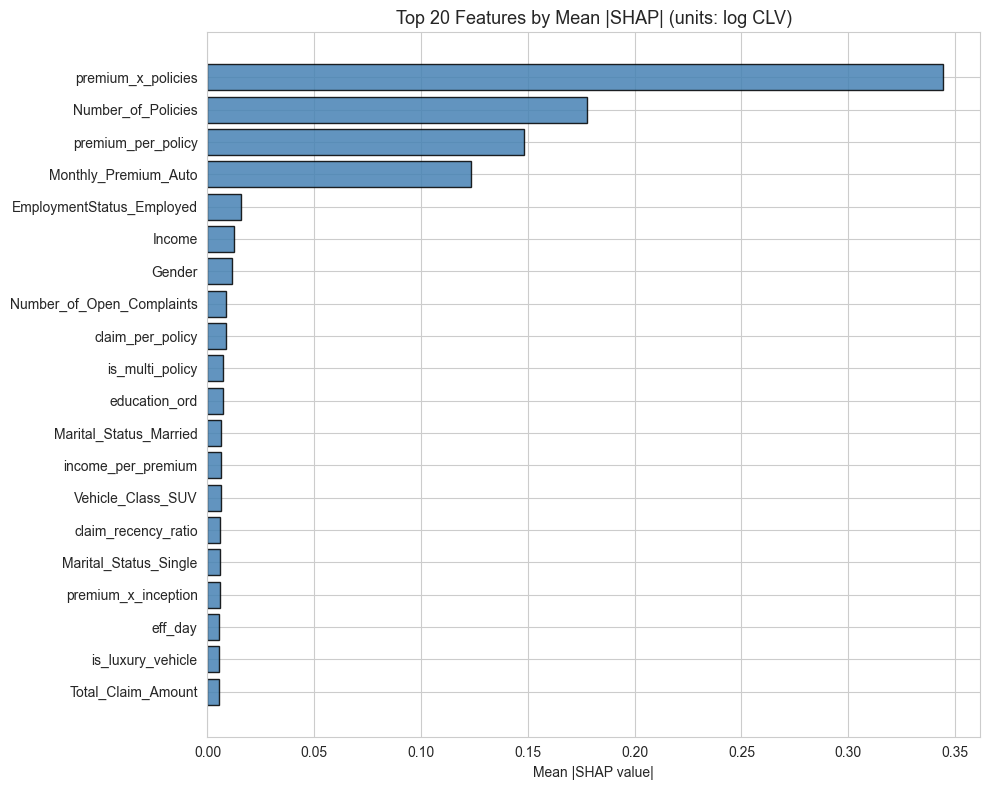 Top 20 Features by Mean |SHAP| (units: log CLV)
premium_x_policies
Number_of_Policies
premium_per_policy
Monthly_Premium_Auto
EmploymentStatus_Employed
Income
Gender
Number_of_Open_Complaints
claim_per_policy
is_multi_policy
education_ord
Marital_Status_Married
income_per_premium
Vehicle_Class_SUV
claim_recency_ratio
Marital_Status_Single
premium_x_inception
eff_day
is_luxury_vehicle
Total_Claim_Amount
0.00 0.05 0.10 0.15 0.20 0.25 0.30 0.35
Mean |SHAP value|